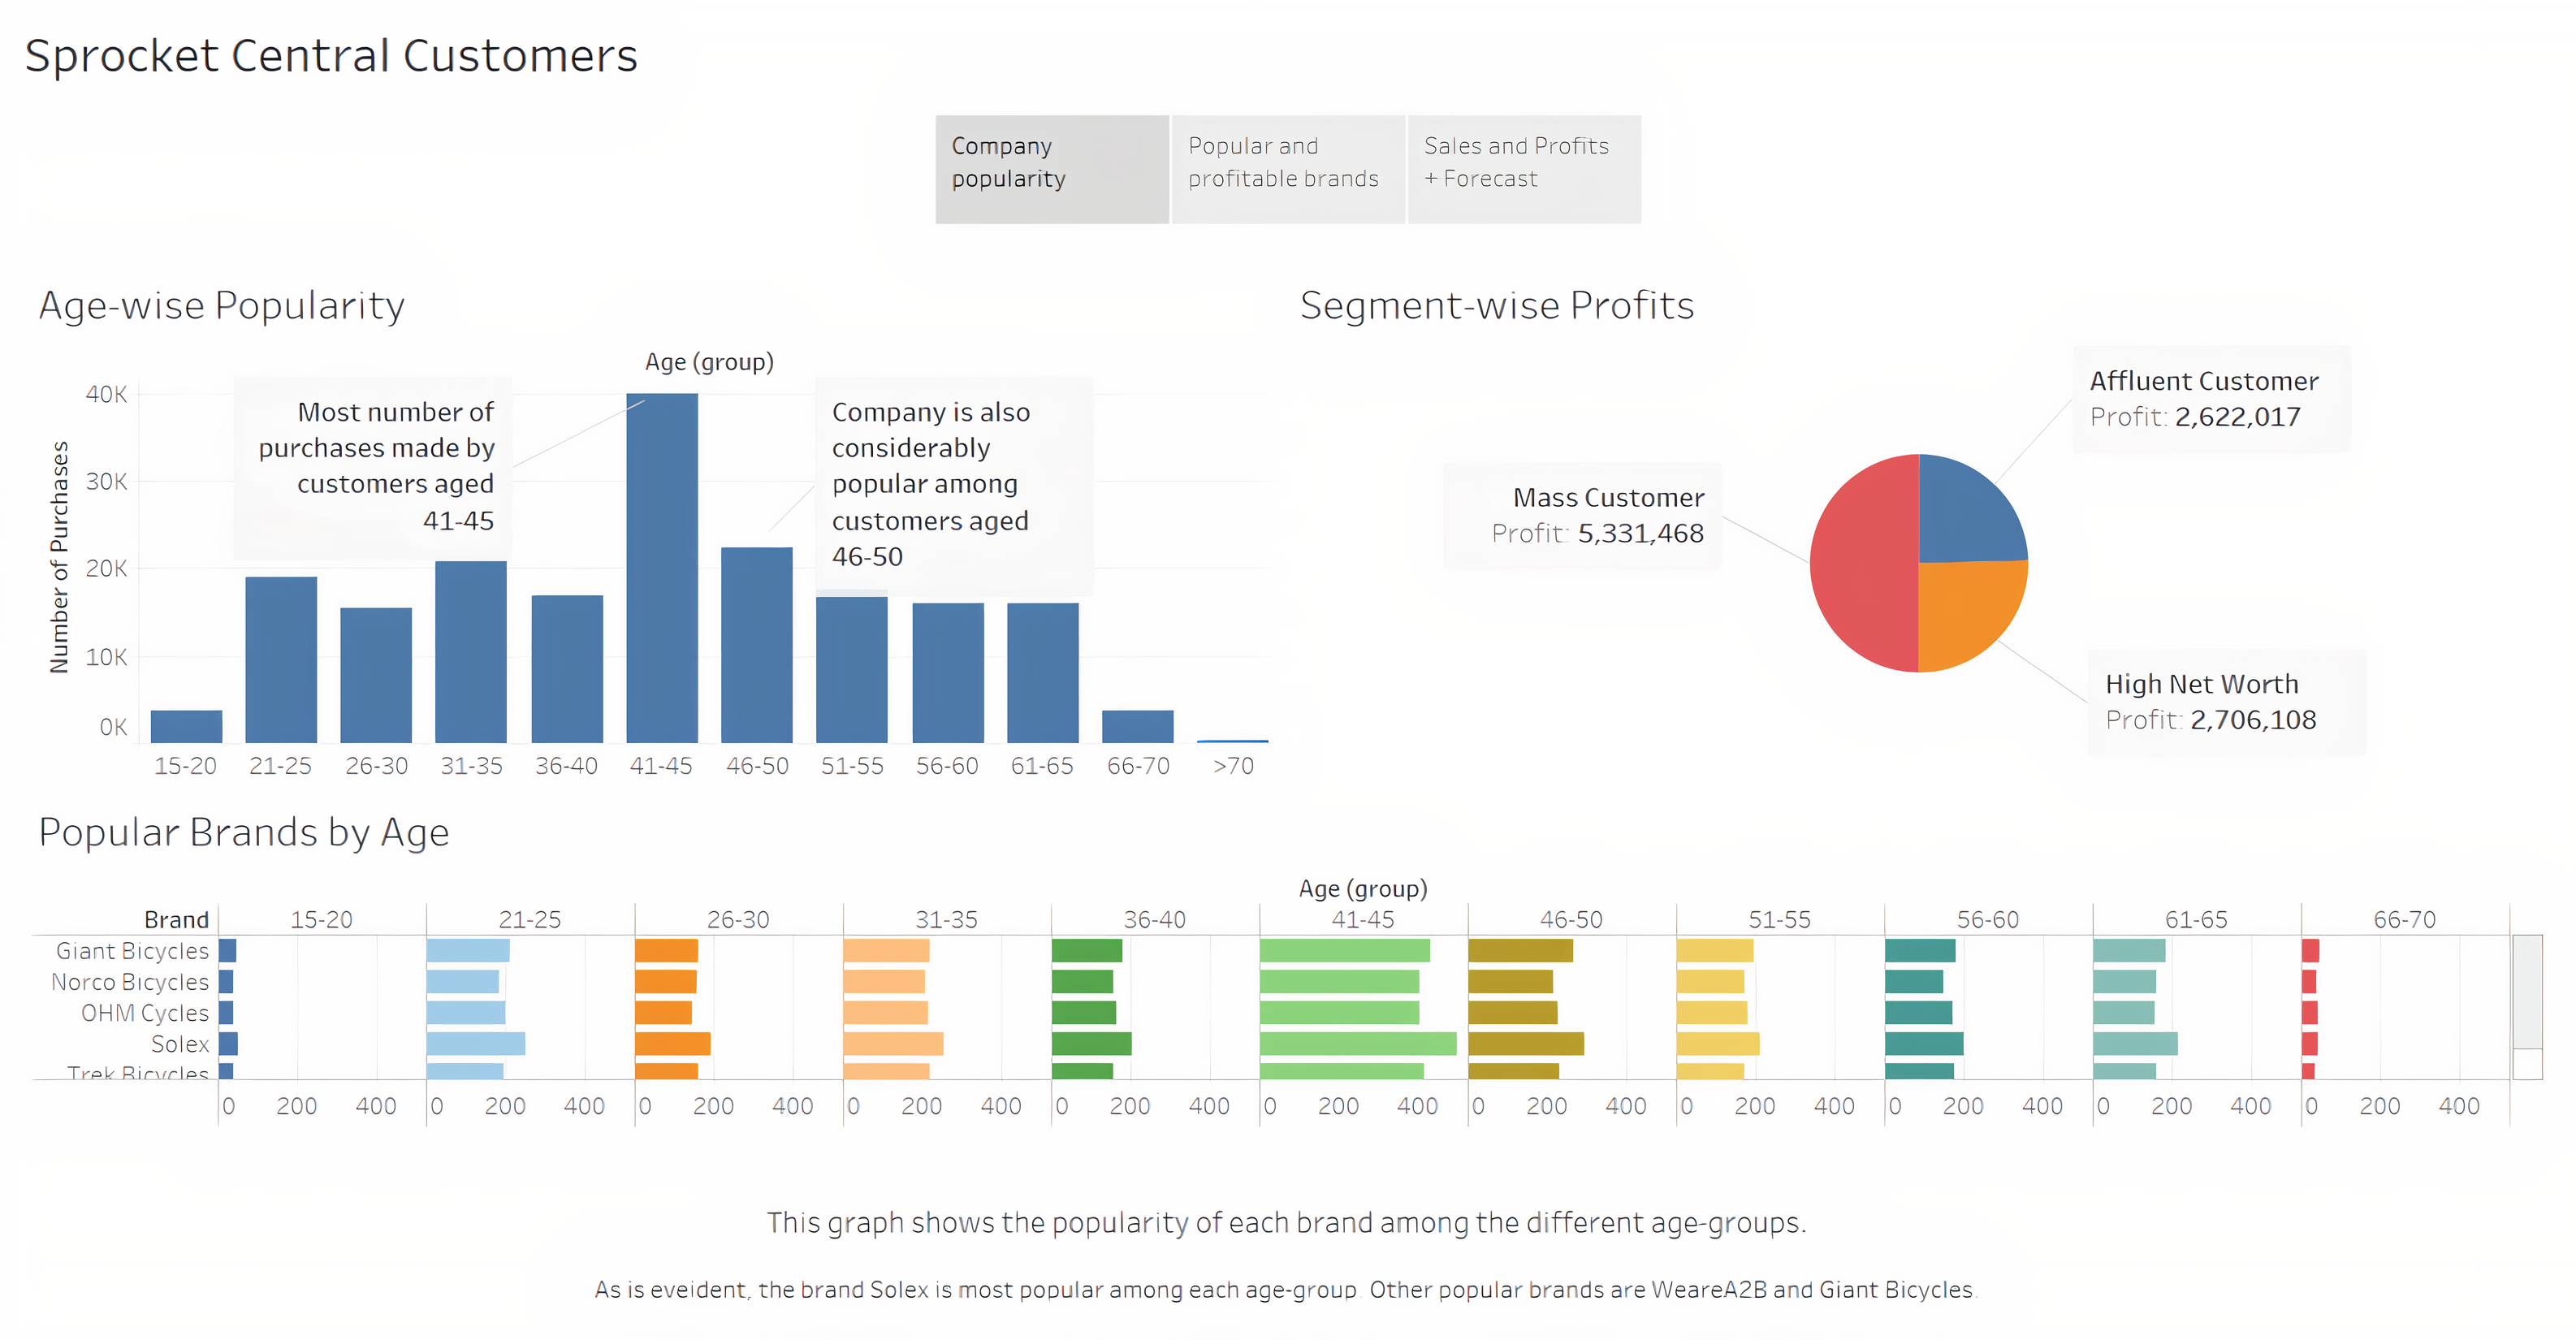 Sprocket Central Customers
Company
popularity
Popular and
profitable brands
Sales and Profits
+ Forecast
Age-wise Popularity
Age (group)
Number of Purchases
40K
30K
20K
10K
0K
Most number of
purchases made by
customers aged
41-45
Company is also
considerably
popular among
customers aged
46-50
15-20 21-25 26-30 31-35 36-40 41-45 46-50 51-55 56-60 61-65 66-70 >70
Segment-wise Profits
Affluent Customer
Profit: 2,622,017
Mass Customer
Profit: 5,331,468
High Net Worth
Profit: 2,706,108
Popular Brands by Age
Age (group)
Brand 15-20 21-25 26-30 31-35 36-40 41-45 46-50 51-55 56-60 61-65 66-70
Giant Bicycles
Norco Bicycles
OHM Cycles
Solex
Trek Bicycles
0 200 400 0 200 400 0 200 400 0 200 400 0 200 400 0 200 400 0 200 400 0 200 400 0 200 400 0 200 400 0 200 400
This graph shows the popularity of each brand among the different age-groups.
As is eveident, the brand Solex is most popular among each age-group. Other popular brands are WeareA2B and Giant Bicycles.